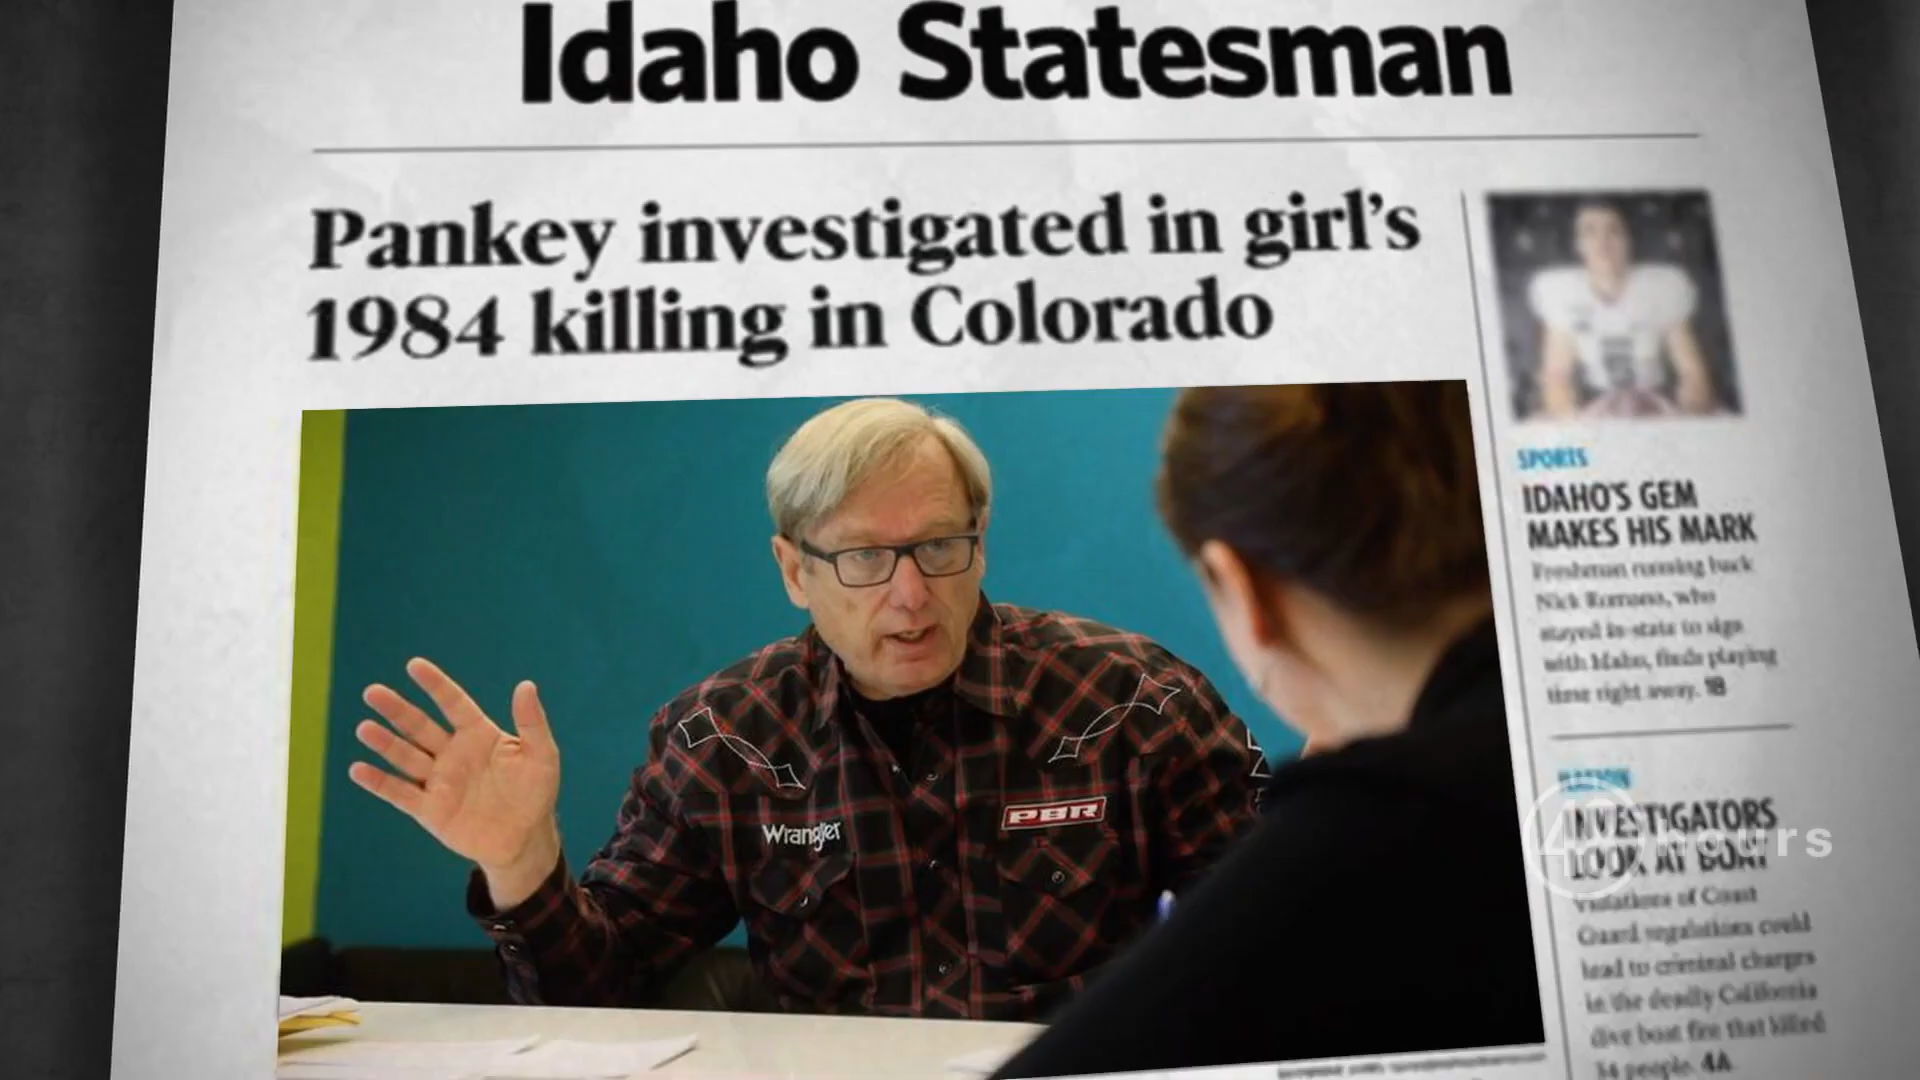 Idaho Statesman
Pankey investigated in girl's
1984 killing in Colorado
Wrangler
PBR
SPORTS
IDAHO'S GEM
MAKES HIS MARK
Freshman running back
Nick Romano, who
stayed in-state to sign
with Idaho, finds playing
time right away. 1B
NATION
INVESTIGATORS
LOOK AT BOAT
Violations of Coast
Guard regulations could
lead to criminal charges
in the deadly California
dive boat fire that killed
34 people. 4A
48 hours